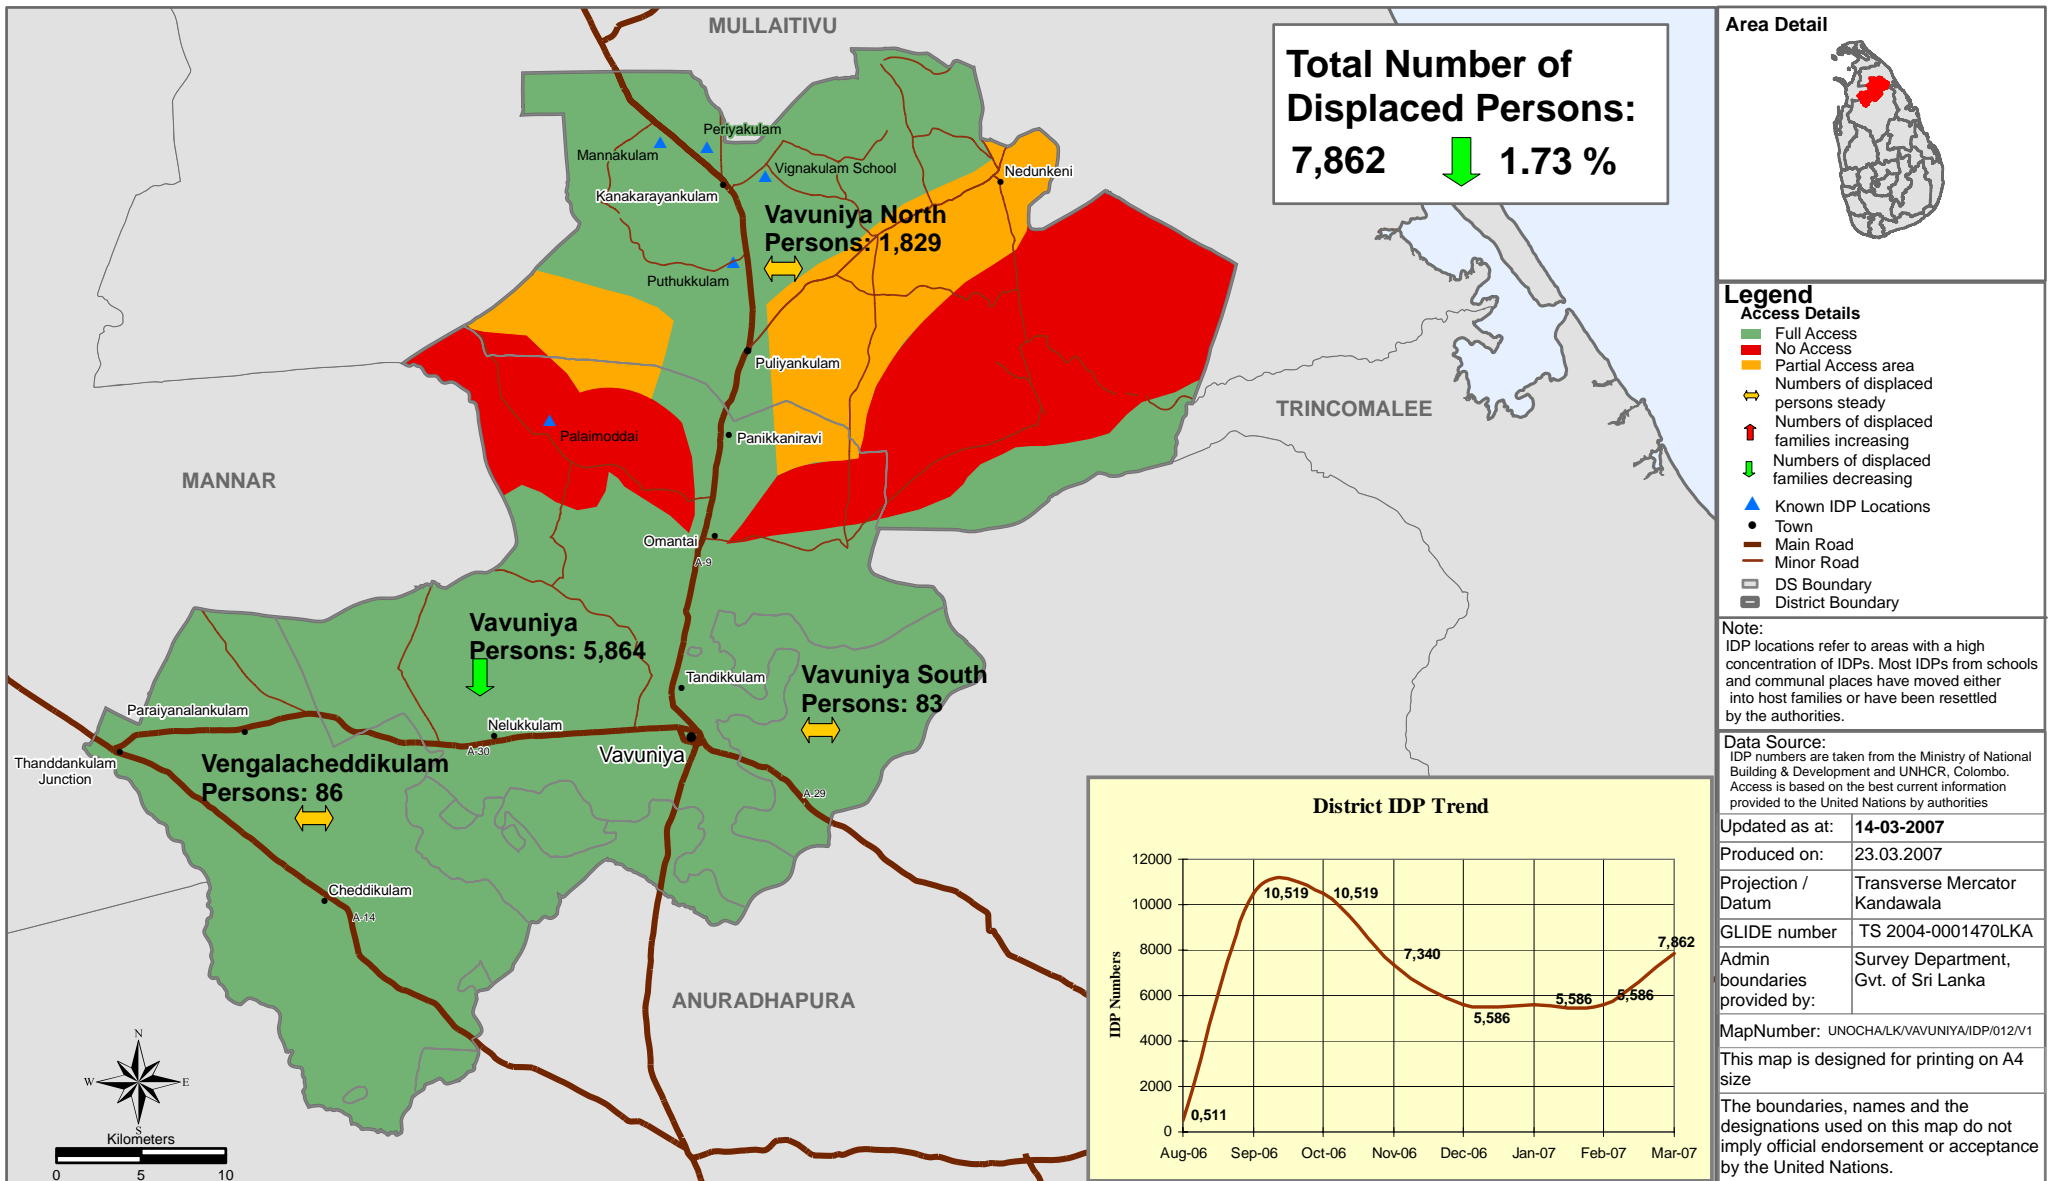 MULLAITIVU
Total Number of
Displaced Persons:
7,862 1.73 %
Periyakulam
Mannakulam
Vignakulam School
Nedunkeni
Kanakarayankulam
Vavuniya North
Persons: 1,829
Puthukkulam
Puliyankulam
TRINCOMALEE
Palaimoddai
Panikkaniravi
MANNAR
Omantai
A-9
Vavuniya
Persons: 5,864
Vavuniya South
Persons: 83
Tandikkulam
Paraiyanalankulam
Nelukkulam
A-30
Vavuniya
Thanddankulam
Junction
Vengalacheddikulam
Persons: 86
A-29
Cheddikulam
A-14
ANURADHAPURA
N
W E
S
Kilometers
0 5 10
District IDP Trend
IDP Numbers
12000
10000
8000
6000
4000
2000
0
0,511
10,519
10,519
7,340
5,586
5,586
5,586
7,862
Aug-06 Sep-06 Oct-06 Nov-06 Dec-06 Jan-07 Feb-07 Mar-07
Area Detail
Legend
Access Details
Full Access
No Access
Partial Access area
Numbers of displaced
persons steady
Numbers of displaced
families increasing
Numbers of displaced
families decreasing
Known IDP Locations
Town
Main Road
Minor Road
DS Boundary
District Boundary
Note:
IDP locations refer to areas with a high
concentration of IDPs. Most IDPs from schools
and communal places have moved either
into host families or have been resettled
by the authorities.
Data Source:
IDP numbers are taken from the Ministry of National
Building & Development and UNHCR, Colombo.
Access is based on the best current information
provided to the United Nations by authorities
Updated as at: 14-03-2007
Produced on: 23.03.2007
Projection / Transverse Mercator
Datum Kandawala
GLIDE number TS 2004-0001470LKA
Admin Survey Department,
boundaries Gvt. of Sri Lanka
provided by:
MapNumber: UNOCHA/LK/VAVUNIYA/IDP/012/V1
This map is designed for printing on A4
size
The boundaries, names and the
designations used on this map do not
imply official endorsement or acceptance
by the United Nations.